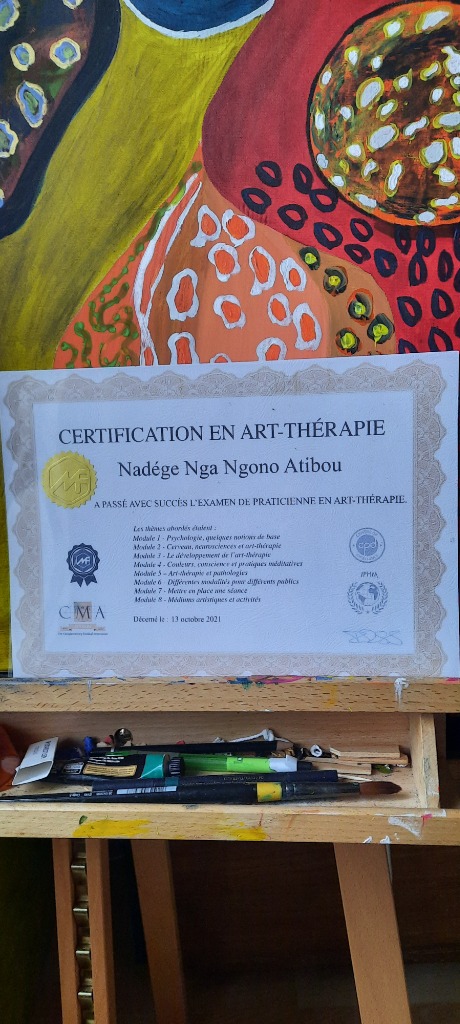 CERTIFICATION EN ART-THÉRAPIE
Nadége Nga Ngono Atibou
A PASSÉ AVEC SUCCÈS L'EXAMEN DE PRATICIENNE EN ART-THÉRAPIE.
Les thèmes abordés étaient :
Module 1 - Psychologie, quelques notions de base
Module 2 - Cerveau, neurosciences et art-thérapie
Module 3 - Le développement de l'art-thérapie
Module 4 - Couleurs, conscience et pratiques méditatives
Module 5 - Art-thérapie et pathologies
Module 6 - Différentes modalités pour différents publics
Module 7 - Mettre en place une séance
Module 8 - Médiums artistiques et activités
Décerné le : 13 octobre 2021
CMA
cpd